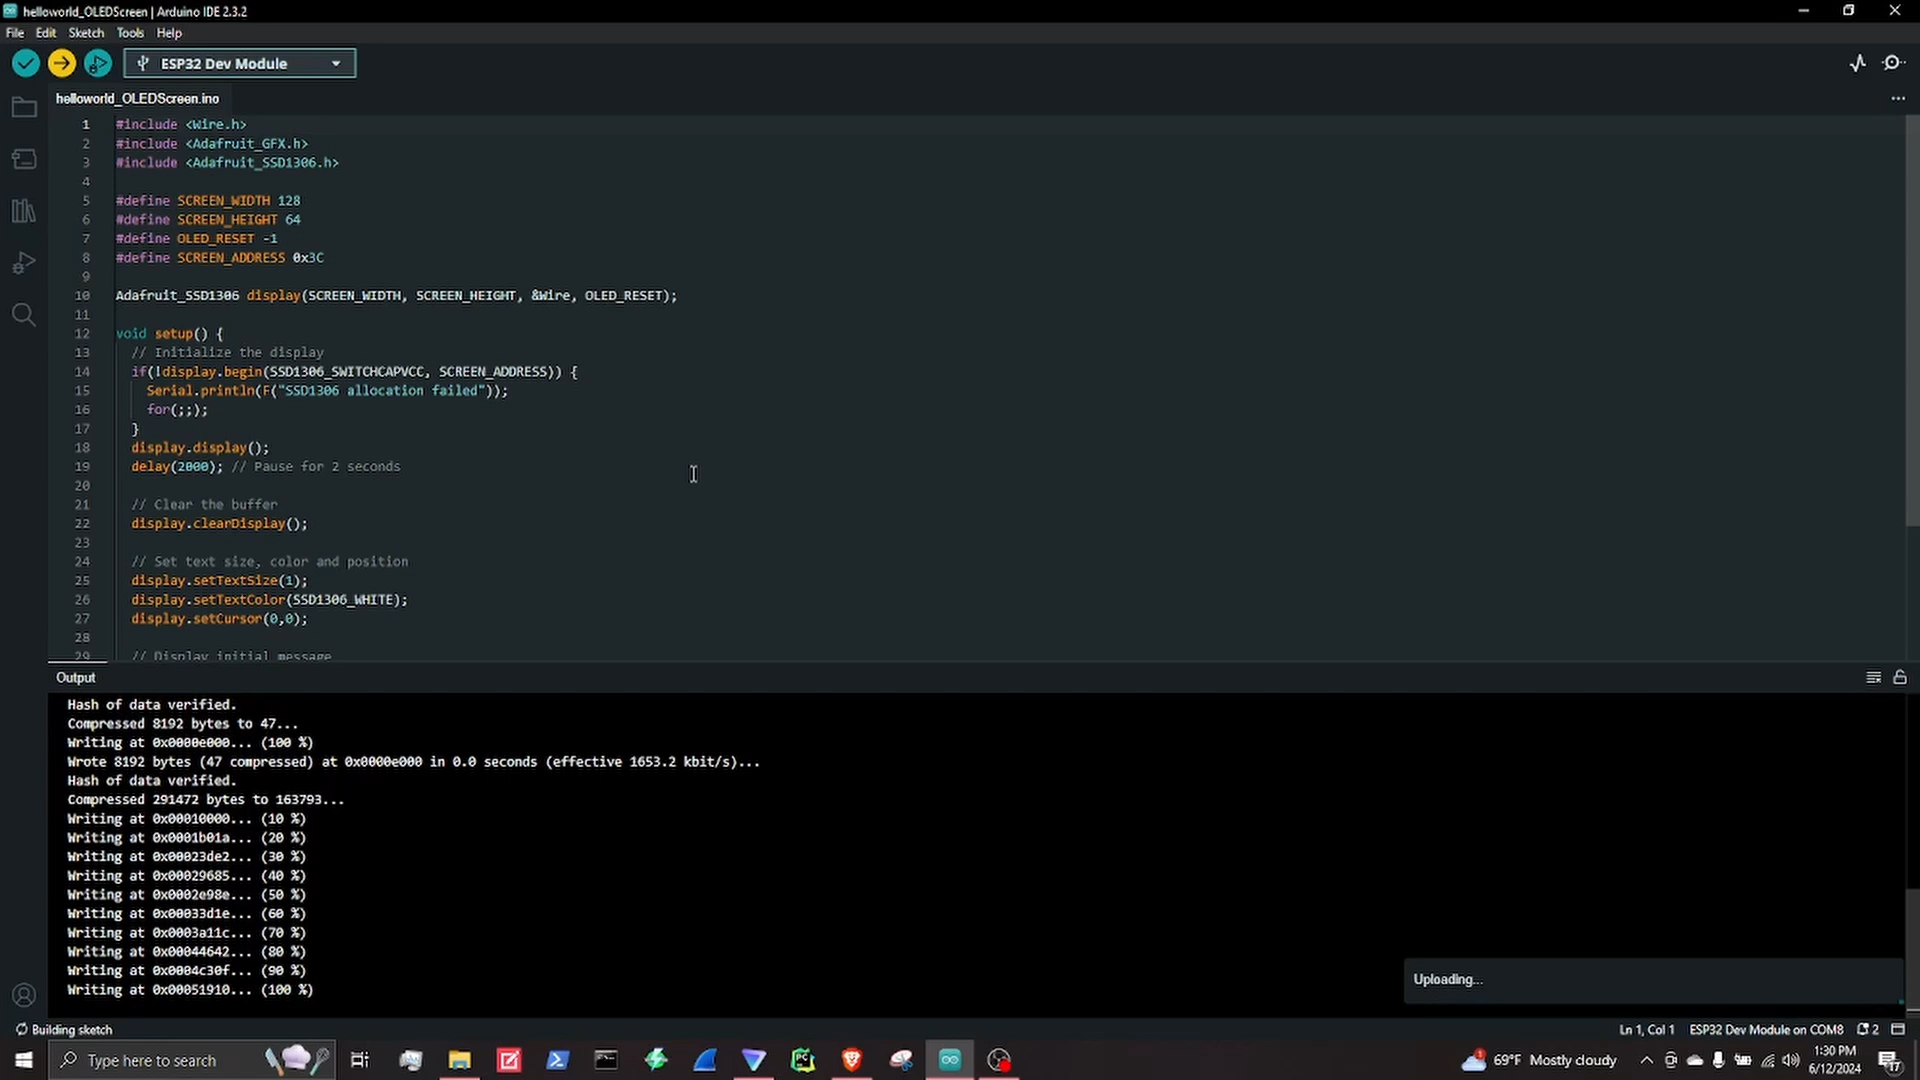 helloworld_OLEDScreen | Arduino IDE 2.3.2
File Edit Sketch Tools Help
ESP32 Dev Module
helloworld_OLEDScreen.ino
1 #include <Wire.h>
2 #include <Adafruit_GFX.h>
3 #include <Adafruit_SSD1306.h>
4
5 #define SCREEN_WIDTH 128
6 #define SCREEN_HEIGHT 64
7 #define OLED_RESET -1
8 #define SCREEN_ADDRESS 0x3C
9
10 Adafruit_SSD1306 display(SCREEN_WIDTH, SCREEN_HEIGHT, &Wire, OLED_RESET);
11
12 void setup() {
13 // Initialize the display
14 if(!display.begin(SSD1306_SWITCHCAPVCC, SCREEN_ADDRESS)) {
15 Serial.println(F("SSD1306 allocation failed"));
16 for(;;);
17 }
18 display.display();
19 delay(2000); // Pause for 2 seconds
20
21 // Clear the buffer
22 display.clearDisplay();
23
24 // Set text size, color and position
25 display.setTextSize(1);
26 display.setTextColor(SSD1306_WHITE);
27 display.setCursor(0,0);
28
29 // Display initial message
Output
Hash of data verified.
Compressed 8192 bytes to 47...
Writing at 0x0000e000... (100 %)
Wrote 8192 bytes (47 compressed) at 0x0000e000 in 0.0 seconds (effective 1653.2 kbit/s)...
Hash of data verified.
Compressed 291472 bytes to 163793...
Writing at 0x00010000... (10 %)
Writing at 0x0001b01a... (20 %)
Writing at 0x00023de2... (30 %)
Writing at 0x00029685... (40 %)
Writing at 0x0002e98e... (50 %)
Writing at 0x00033d1e... (60 %)
Writing at 0x0003a11c... (70 %)
Writing at 0x00044642... (80 %)
Writing at 0x0004c30f... (90 %)
Writing at 0x00051910... (100 %)
Uploading...
Building sketch
Ln 1, Col 1 ESP32 Dev Module on COM8 2
Type here to search
69°F Mostly cloudy
1:30 PM
6/12/2024
17